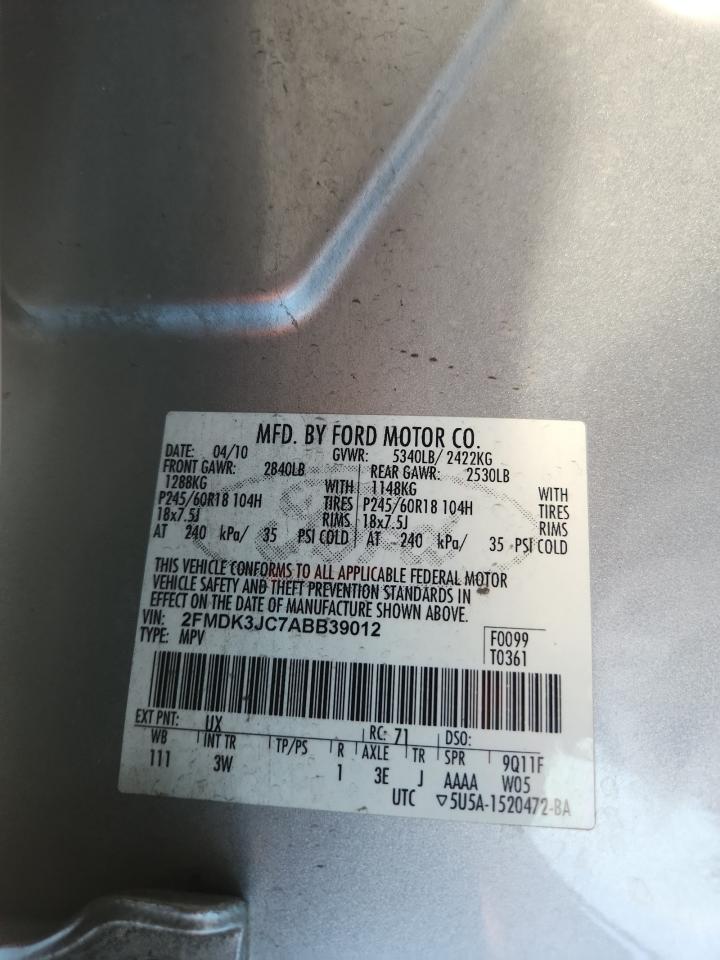 MFD. BY FORD MOTOR CO.
DATE: 04/10 GVWR: 5340LB/ 2422KG
FRONT GAWR: 2840LB REAR GAWR: 2530LB
1288KG WITH 1148KG WITH
P245/60R18 104H TIRES P245/60R18 104H TIRES
18x7.5J RIMS 18x7.5J RIMS
AT 240 kPa/ 35 PSI COLD AT 240 kPa/ 35 PSI COLD
THIS VEHICLE CONFORMS TO ALL APPLICABLE FEDERAL MOTOR
VEHICLE SAFETY AND THEFT PREVENTION STANDARDS IN
EFFECT ON THE DATE OF MANUFACTURE SHOWN ABOVE.
VIN: 2FMDK3JC7ABB39012
TYPE: MPV F0099
T0361
EXT PNT: UX RC: 71 DSO:
WB INT TR TP/PS R AXLE TR SPR 9Q11F
111 3W 1 3E J AAAA W05
UTC ▽5U5A-1520472-BA